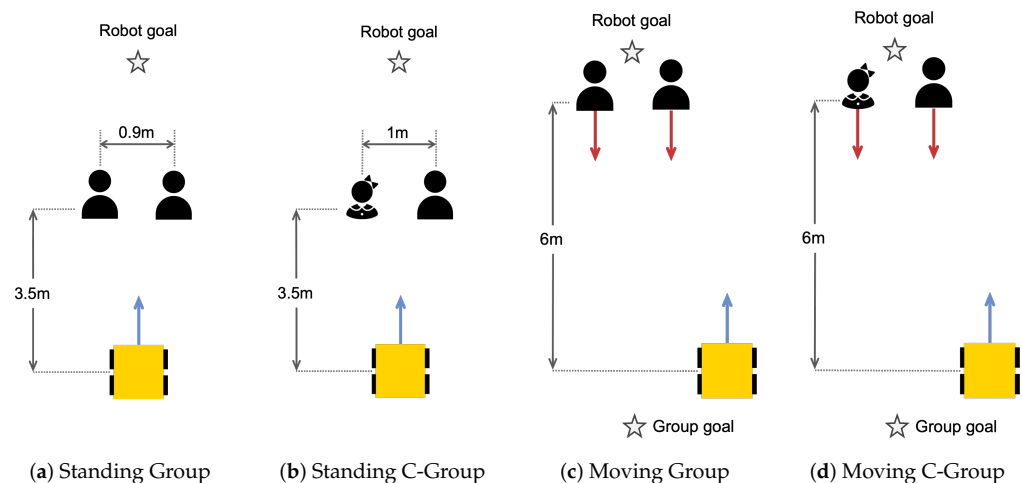 Robot goal
0.9m
3.5m
(a) Standing Group
Robot goal
1m
3.5m
(b) Standing C-Group
Robot goal
6m
Group goal
(c) Moving Group
Robot goal
6m
Group goal
(d) Moving C-Group